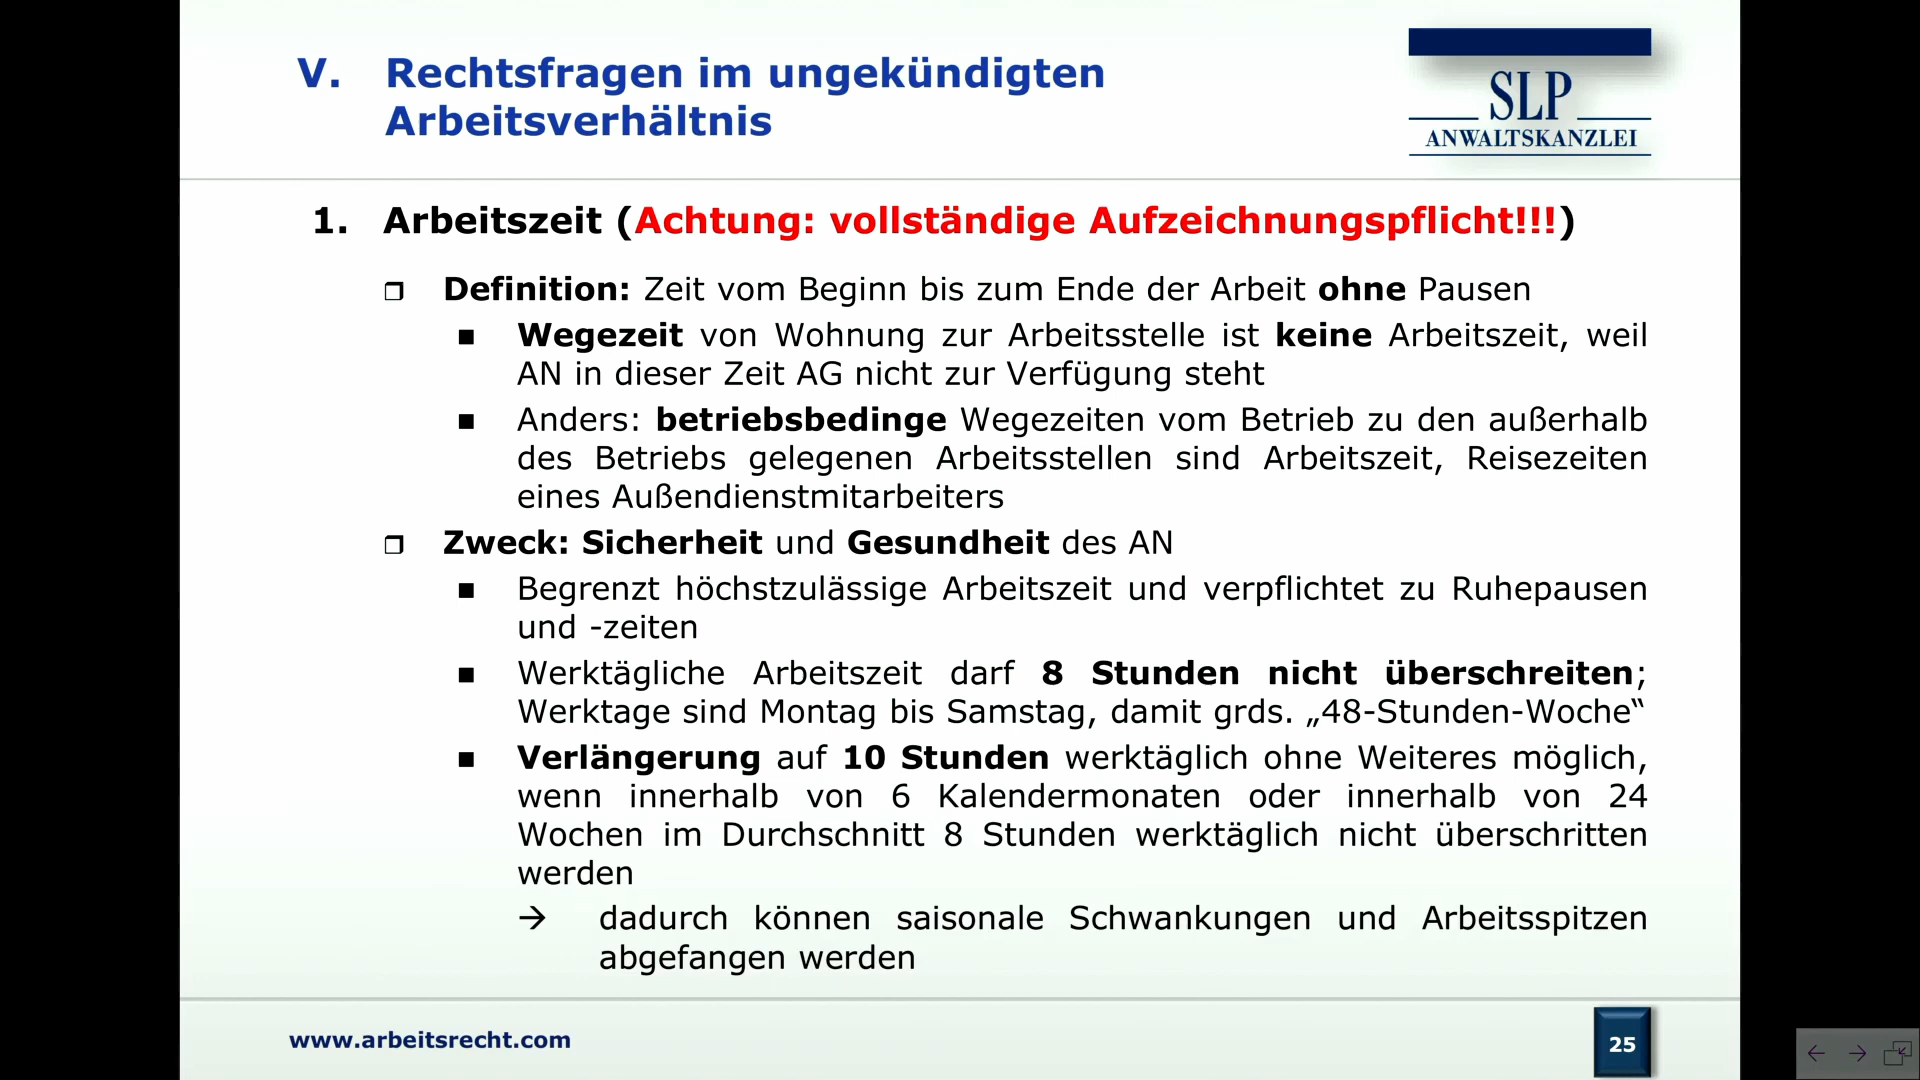 V. Rechtsfragen im ungekündigten
Arbeitsverhältnis
SLP
ANWALTSKANZLEI
1. Arbeitszeit (Achtung: vollständige Aufzeichnungspflicht!!!)
Definition: Zeit vom Beginn bis zum Ende der Arbeit ohne Pausen
Wegezeit von Wohnung zur Arbeitsstelle ist keine Arbeitszeit, weil
AN in dieser Zeit AG nicht zur Verfügung steht
Anders: betriebsbedinge Wegezeiten vom Betrieb zu den außerhalb
des Betriebs gelegenen Arbeitsstellen sind Arbeitszeit, Reisezeiten
eines Außendienstmitarbeiters
Zweck: Sicherheit und Gesundheit des AN
Begrenzt höchstzulässige Arbeitszeit und verpflichtet zu Ruhepausen
und -zeiten
Werktägliche Arbeitszeit darf 8 Stunden nicht überschreiten;
Werktage sind Montag bis Samstag, damit grds. „48-Stunden-Woche“
Verlängerung auf 10 Stunden werktäglich ohne Weiteres möglich,
wenn innerhalb von 6 Kalendermonaten oder innerhalb von 24
Wochen im Durchschnitt 8 Stunden werktäglich nicht überschritten
werden
→ dadurch können saisonale Schwankungen und Arbeitsspitzen
abgefangen werden
www.arbeitsrecht.com
25